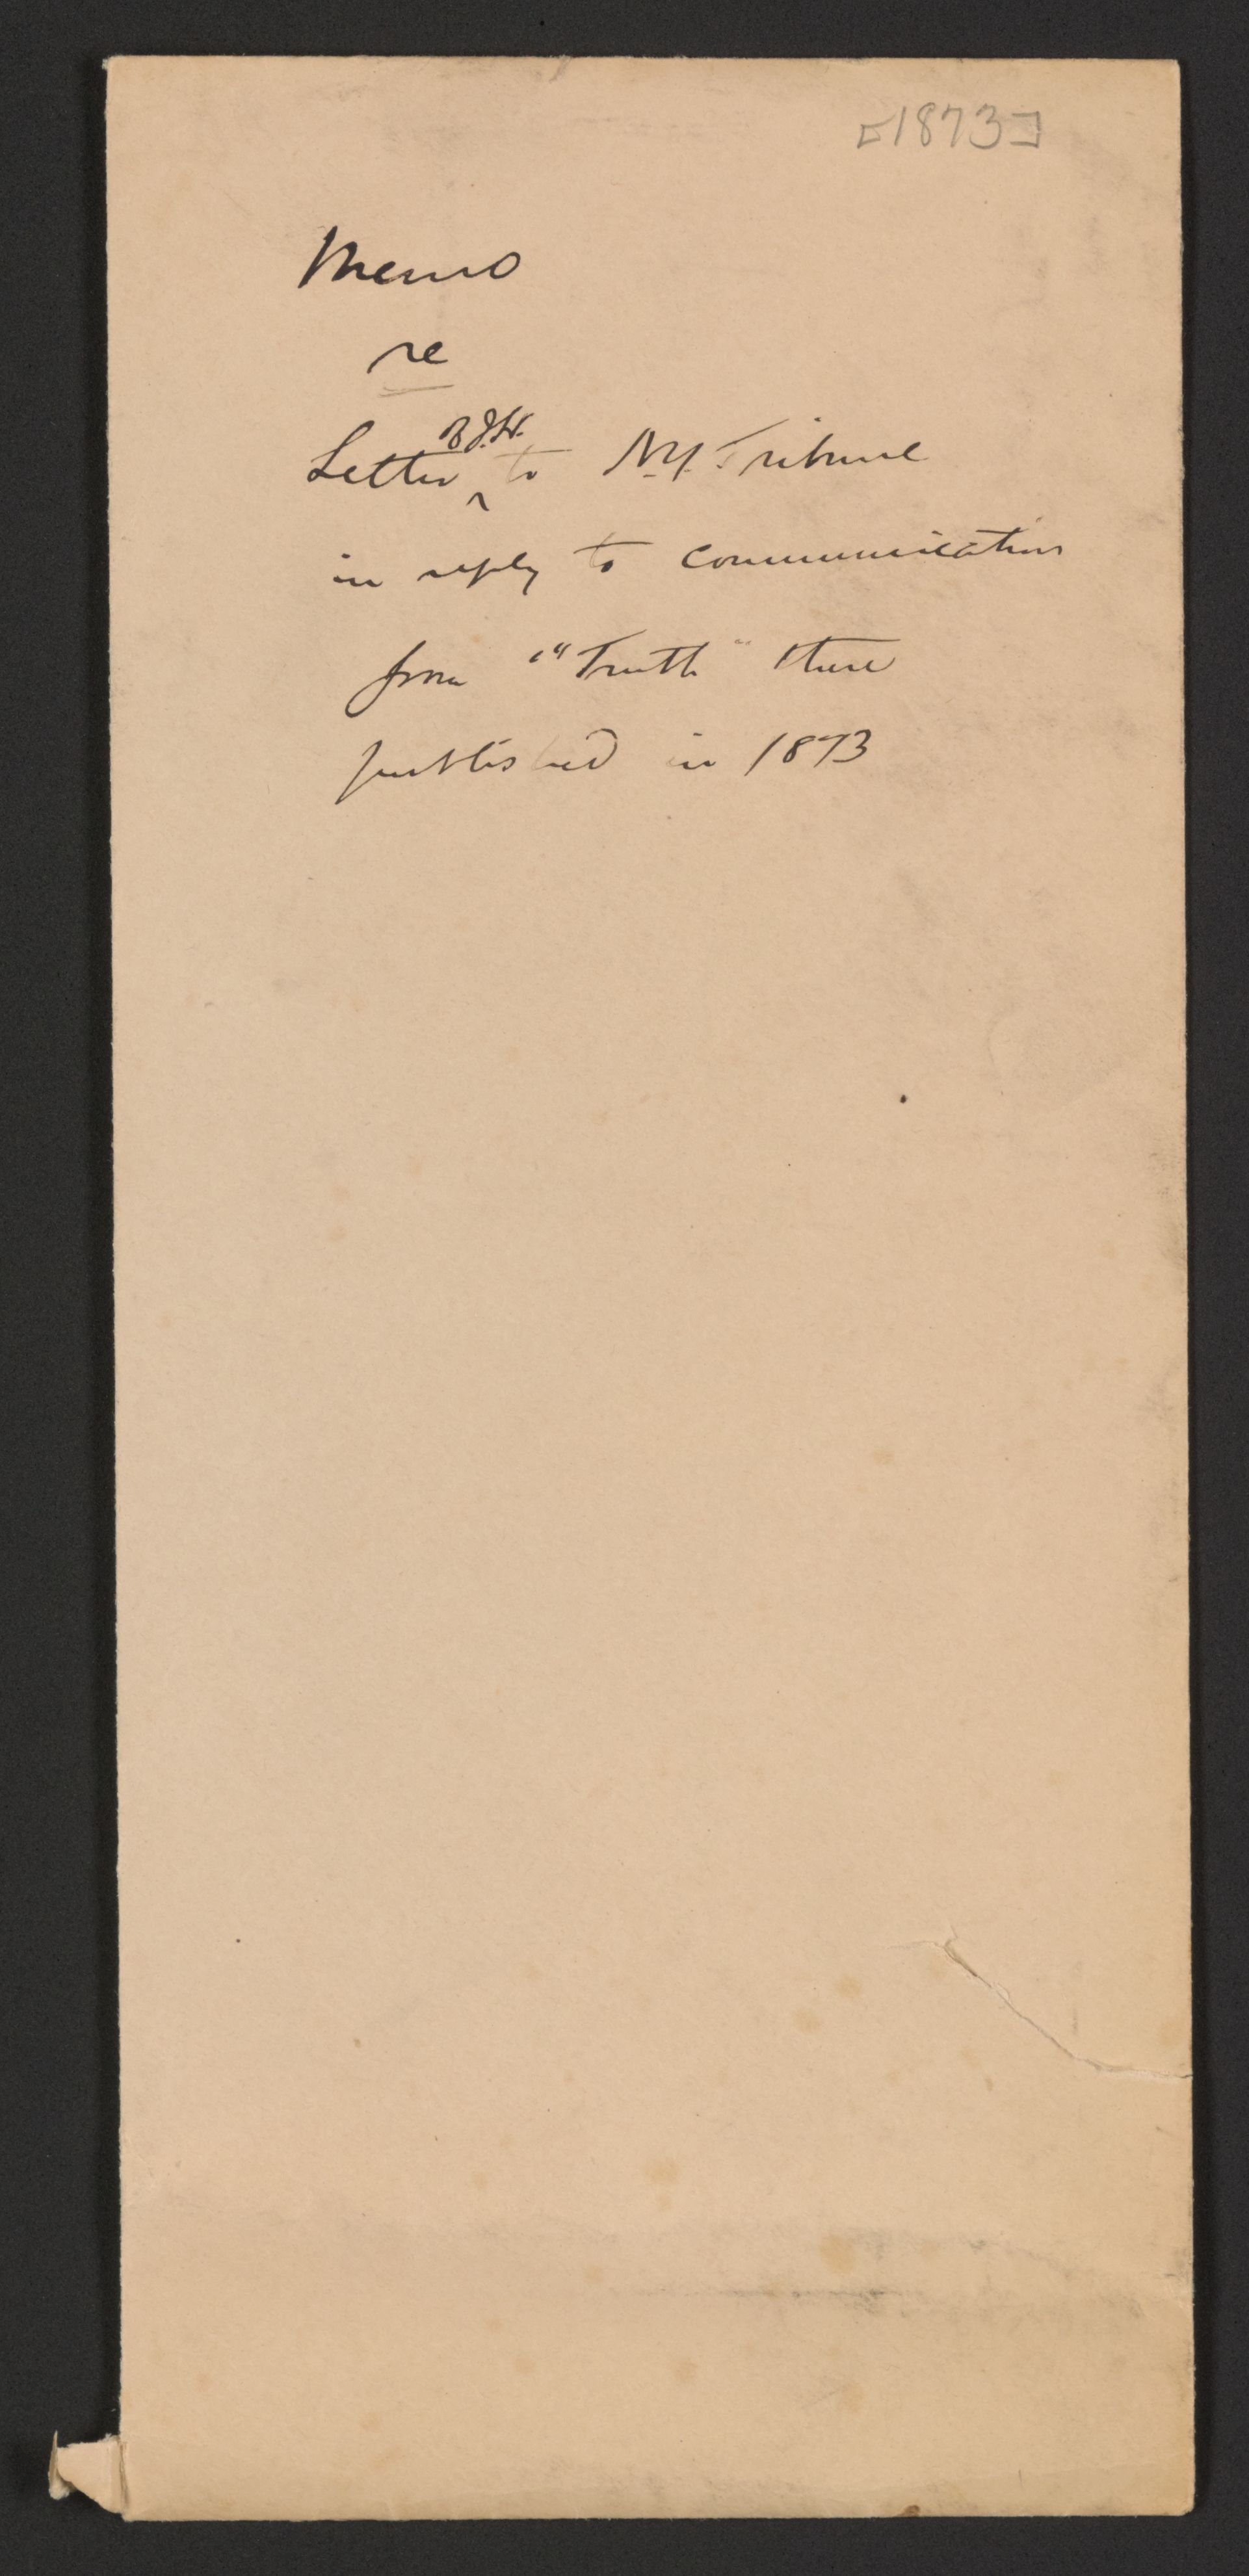 [1873]
Memo
re
Letter B.J.L. to N.Y. Tribune
in reply to communication
from "Truth" there
published in 1873